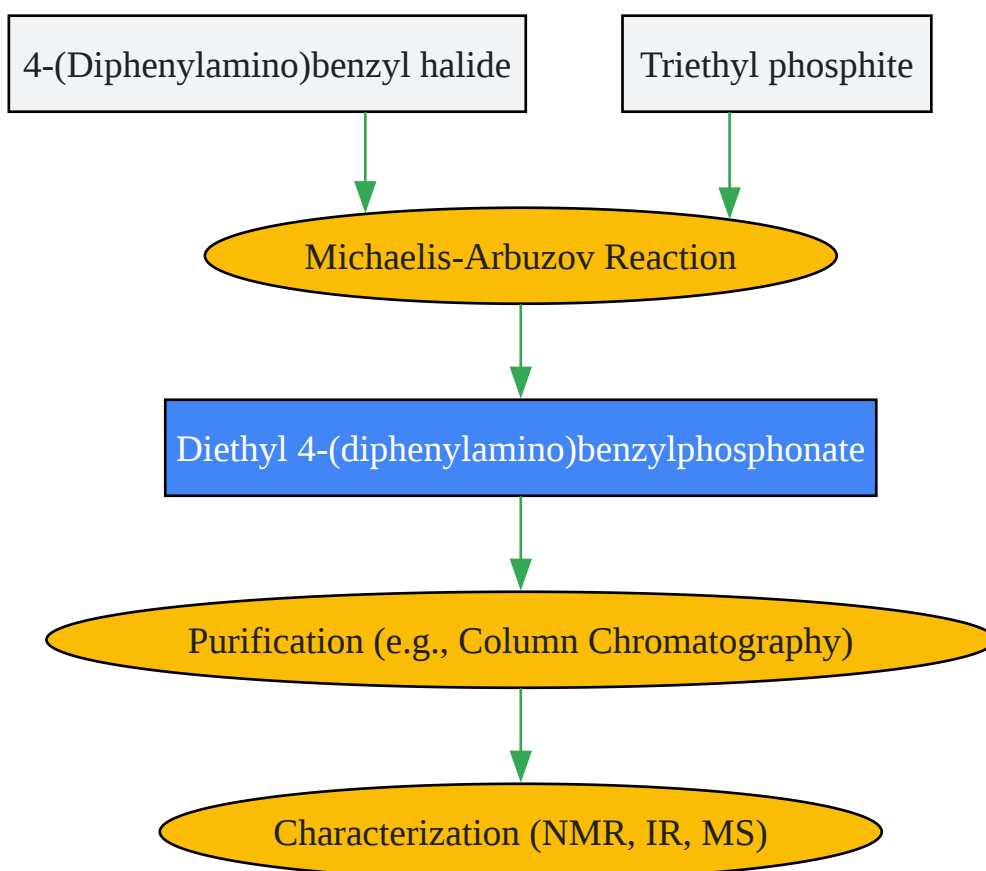 4-(Diphenylamino)benzyl halide
Triethyl phosphite
Michaelis-Arbuzov Reaction
Diethyl 4-(diphenylamino)benzylphosphonate
Purification (e.g., Column Chromatography)
Characterization (NMR, IR, MS)